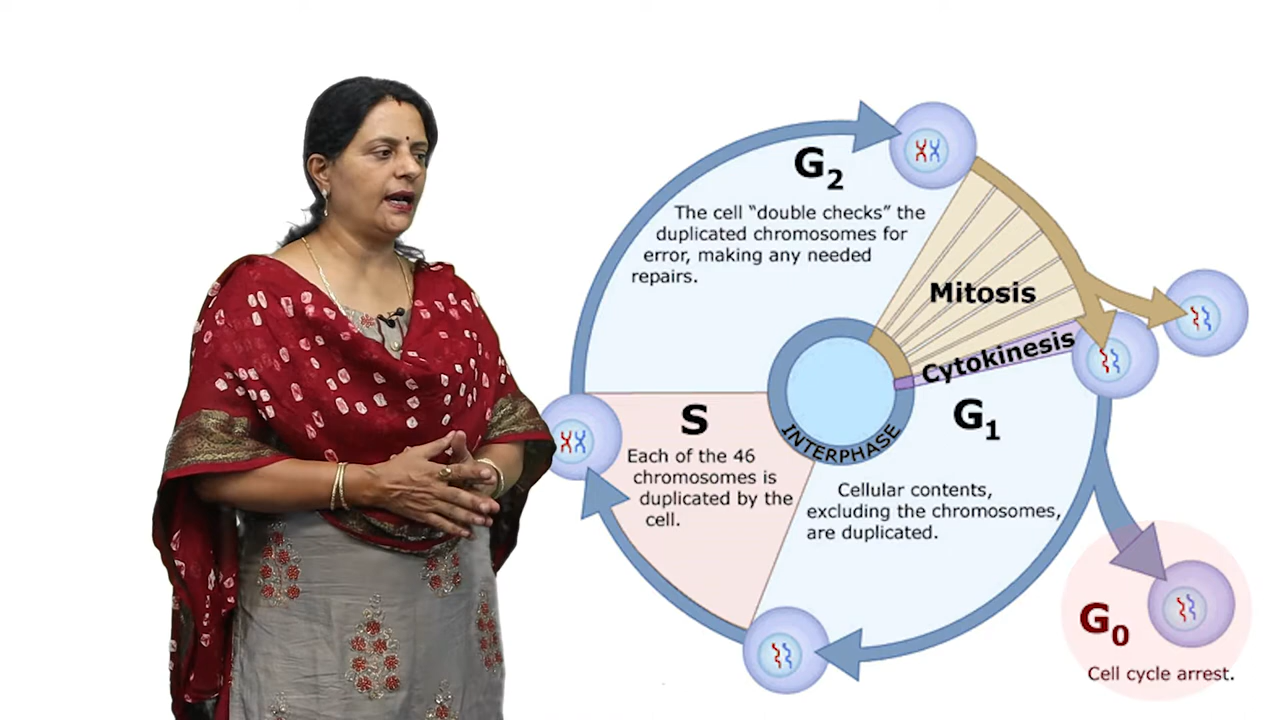 G2
The cell “double checks” the
duplicated chromosomes for
error, making any needed
repairs.
Mitosis
Cytokinesis
S
Each of the 46
chromosomes is
duplicated by the
cell.
INTERPHASE
G1
Cellular contents,
excluding the chromosomes,
are duplicated.
G0
Cell cycle arrest.